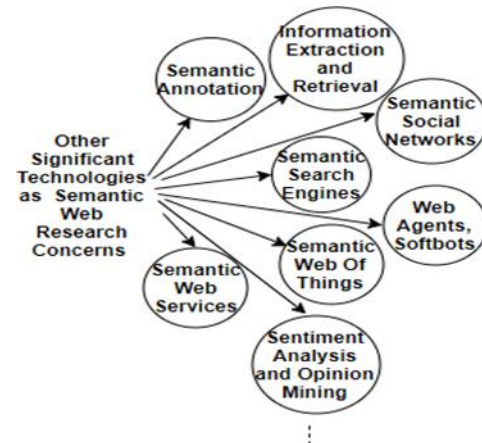 Other
Significant
Technologies
as Semantic
Web
Research
Concerns
Semantic
Annotation
Information
Extraction
and
Retrieval
Semantic
Social
Networks
Semantic
Search
Engines
Web
Agents,
Softbots
Semantic
Web Of
Things
Semantic
Web
Services
Sentiment
Analysis
and Opinion
Mining